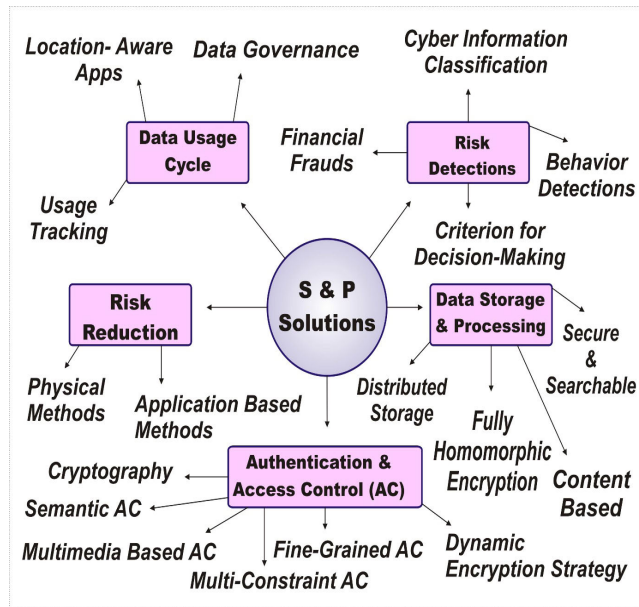 Location- Aware
Apps
Data Governance
Cyber Information
Classification
Data Usage
Cycle
Financial
Frauds
Risk
Detections
Behavior
Detections
Usage
Tracking
Criterion for
Decision-Making
S & P
Solutions
Risk
Reduction
Data Storage
& Processing
Secure
&
Searchable
Physical
Methods
Application Based
Methods
Distributed
Storage
Fully
Homomorphic
Encryption
Content
Based
Authentication &
Access Control (AC)
Cryptography
Semantic AC
Multimedia Based AC
Multi-Constraint AC
Fine-Grained AC
Dynamic
Encryption Strategy